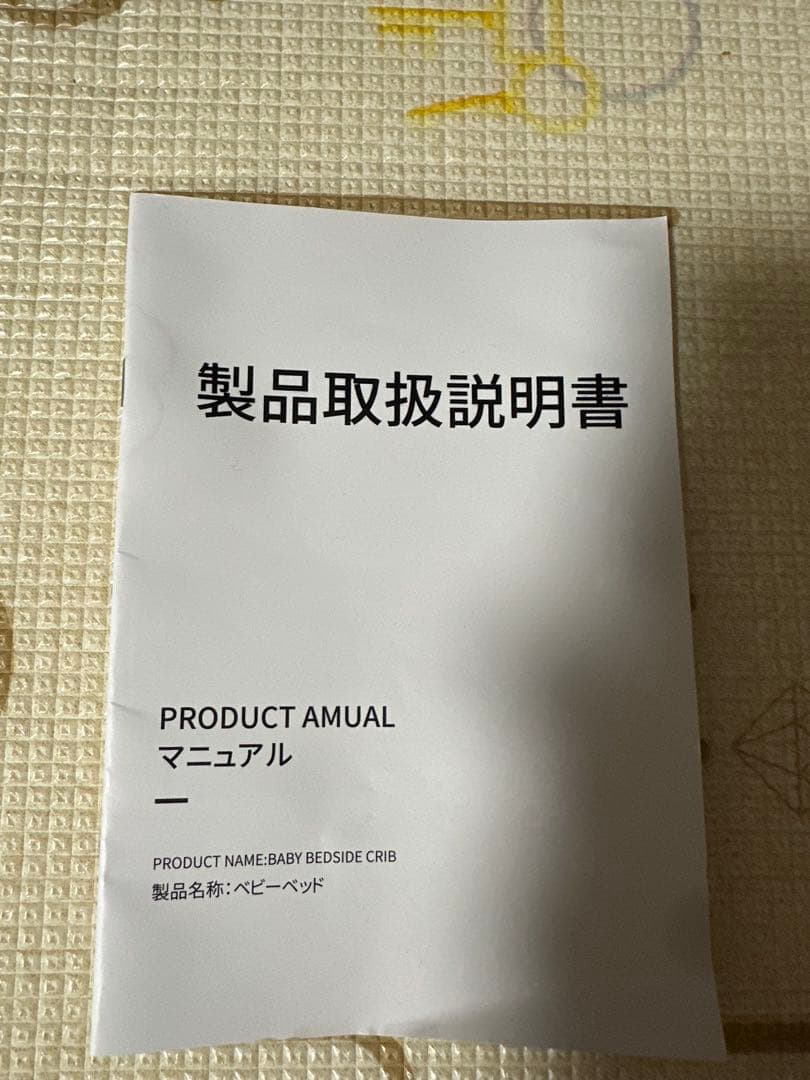 製品取扱説明書
PRODUCT AMUAL
マニュアル
PRODUCT NAME:BABY BEDSIDE CRIB
製品名称:ベビーベッド